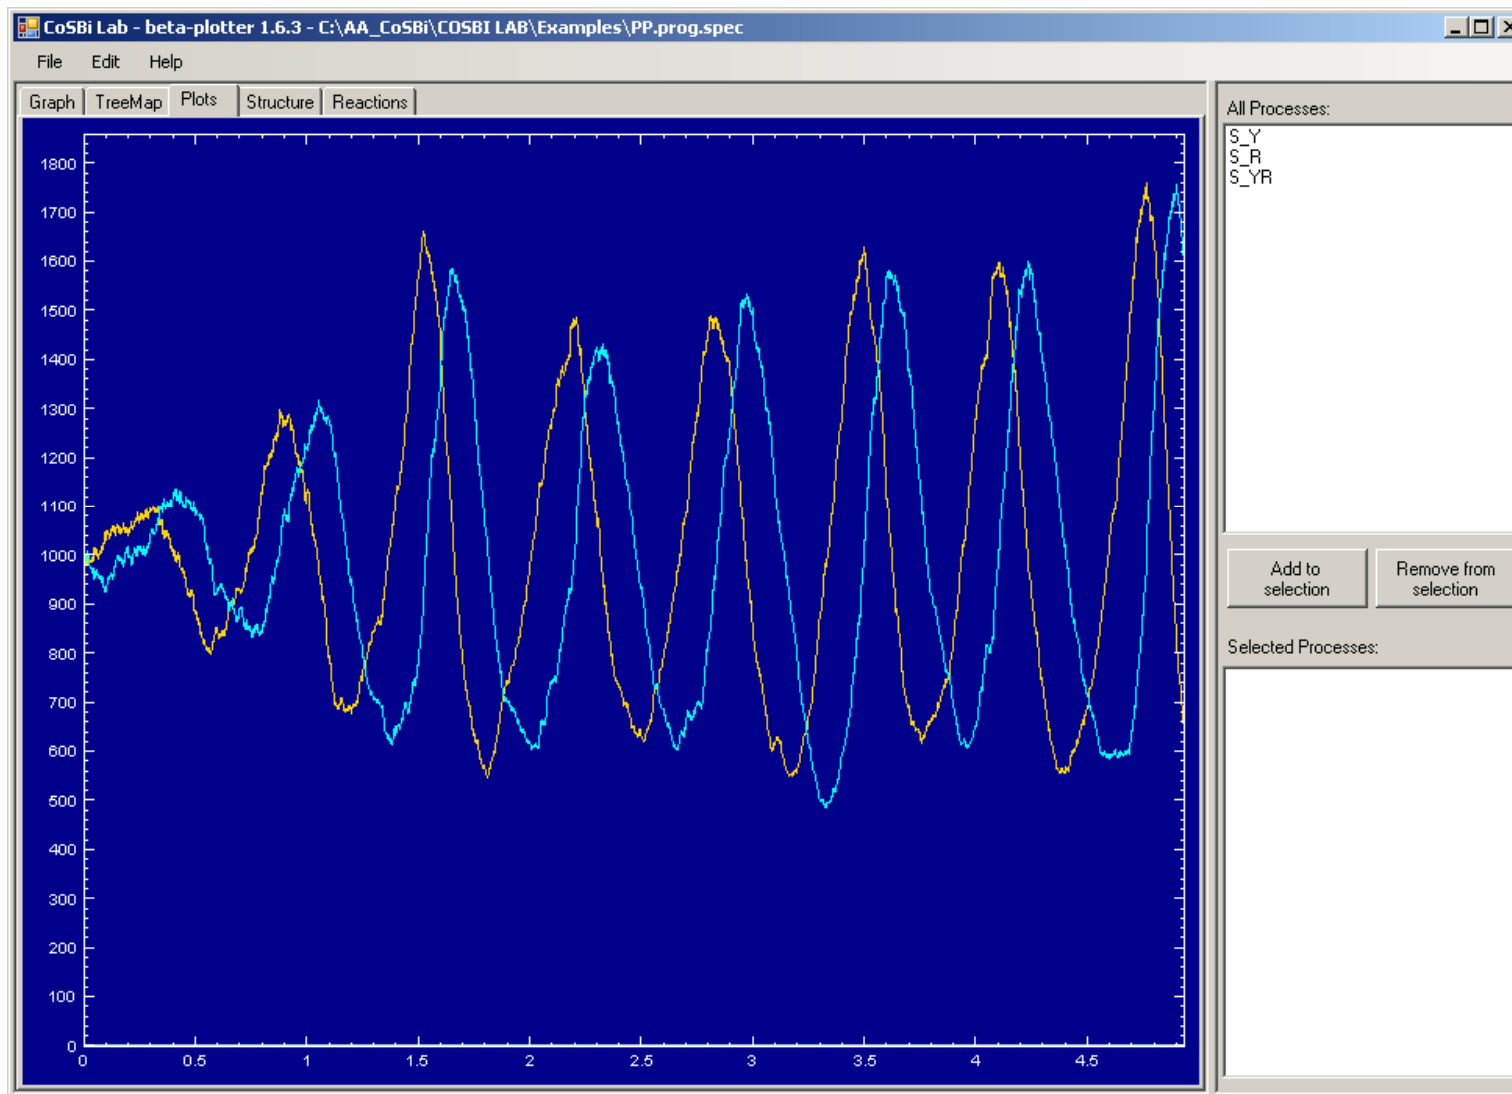 CoSBi Lab - beta-plotter 1.6.3 - C:\AA_CoSBi\COSBI LAB\Examples\PP.prog.spec
File Edit Help
Graph TreeMap Plots Structure Reactions
All Processes:
S_Y
S_R
S_YR
1800
1700
1600
1500
1400
1300
1200
1100
1000
900
800
700
600
500
400
300
200
100
0
0 0.5 1 1.5 2 2.5 3 3.5 4 4.5
Add to
selection
Remove from
selection
Selected Processes: